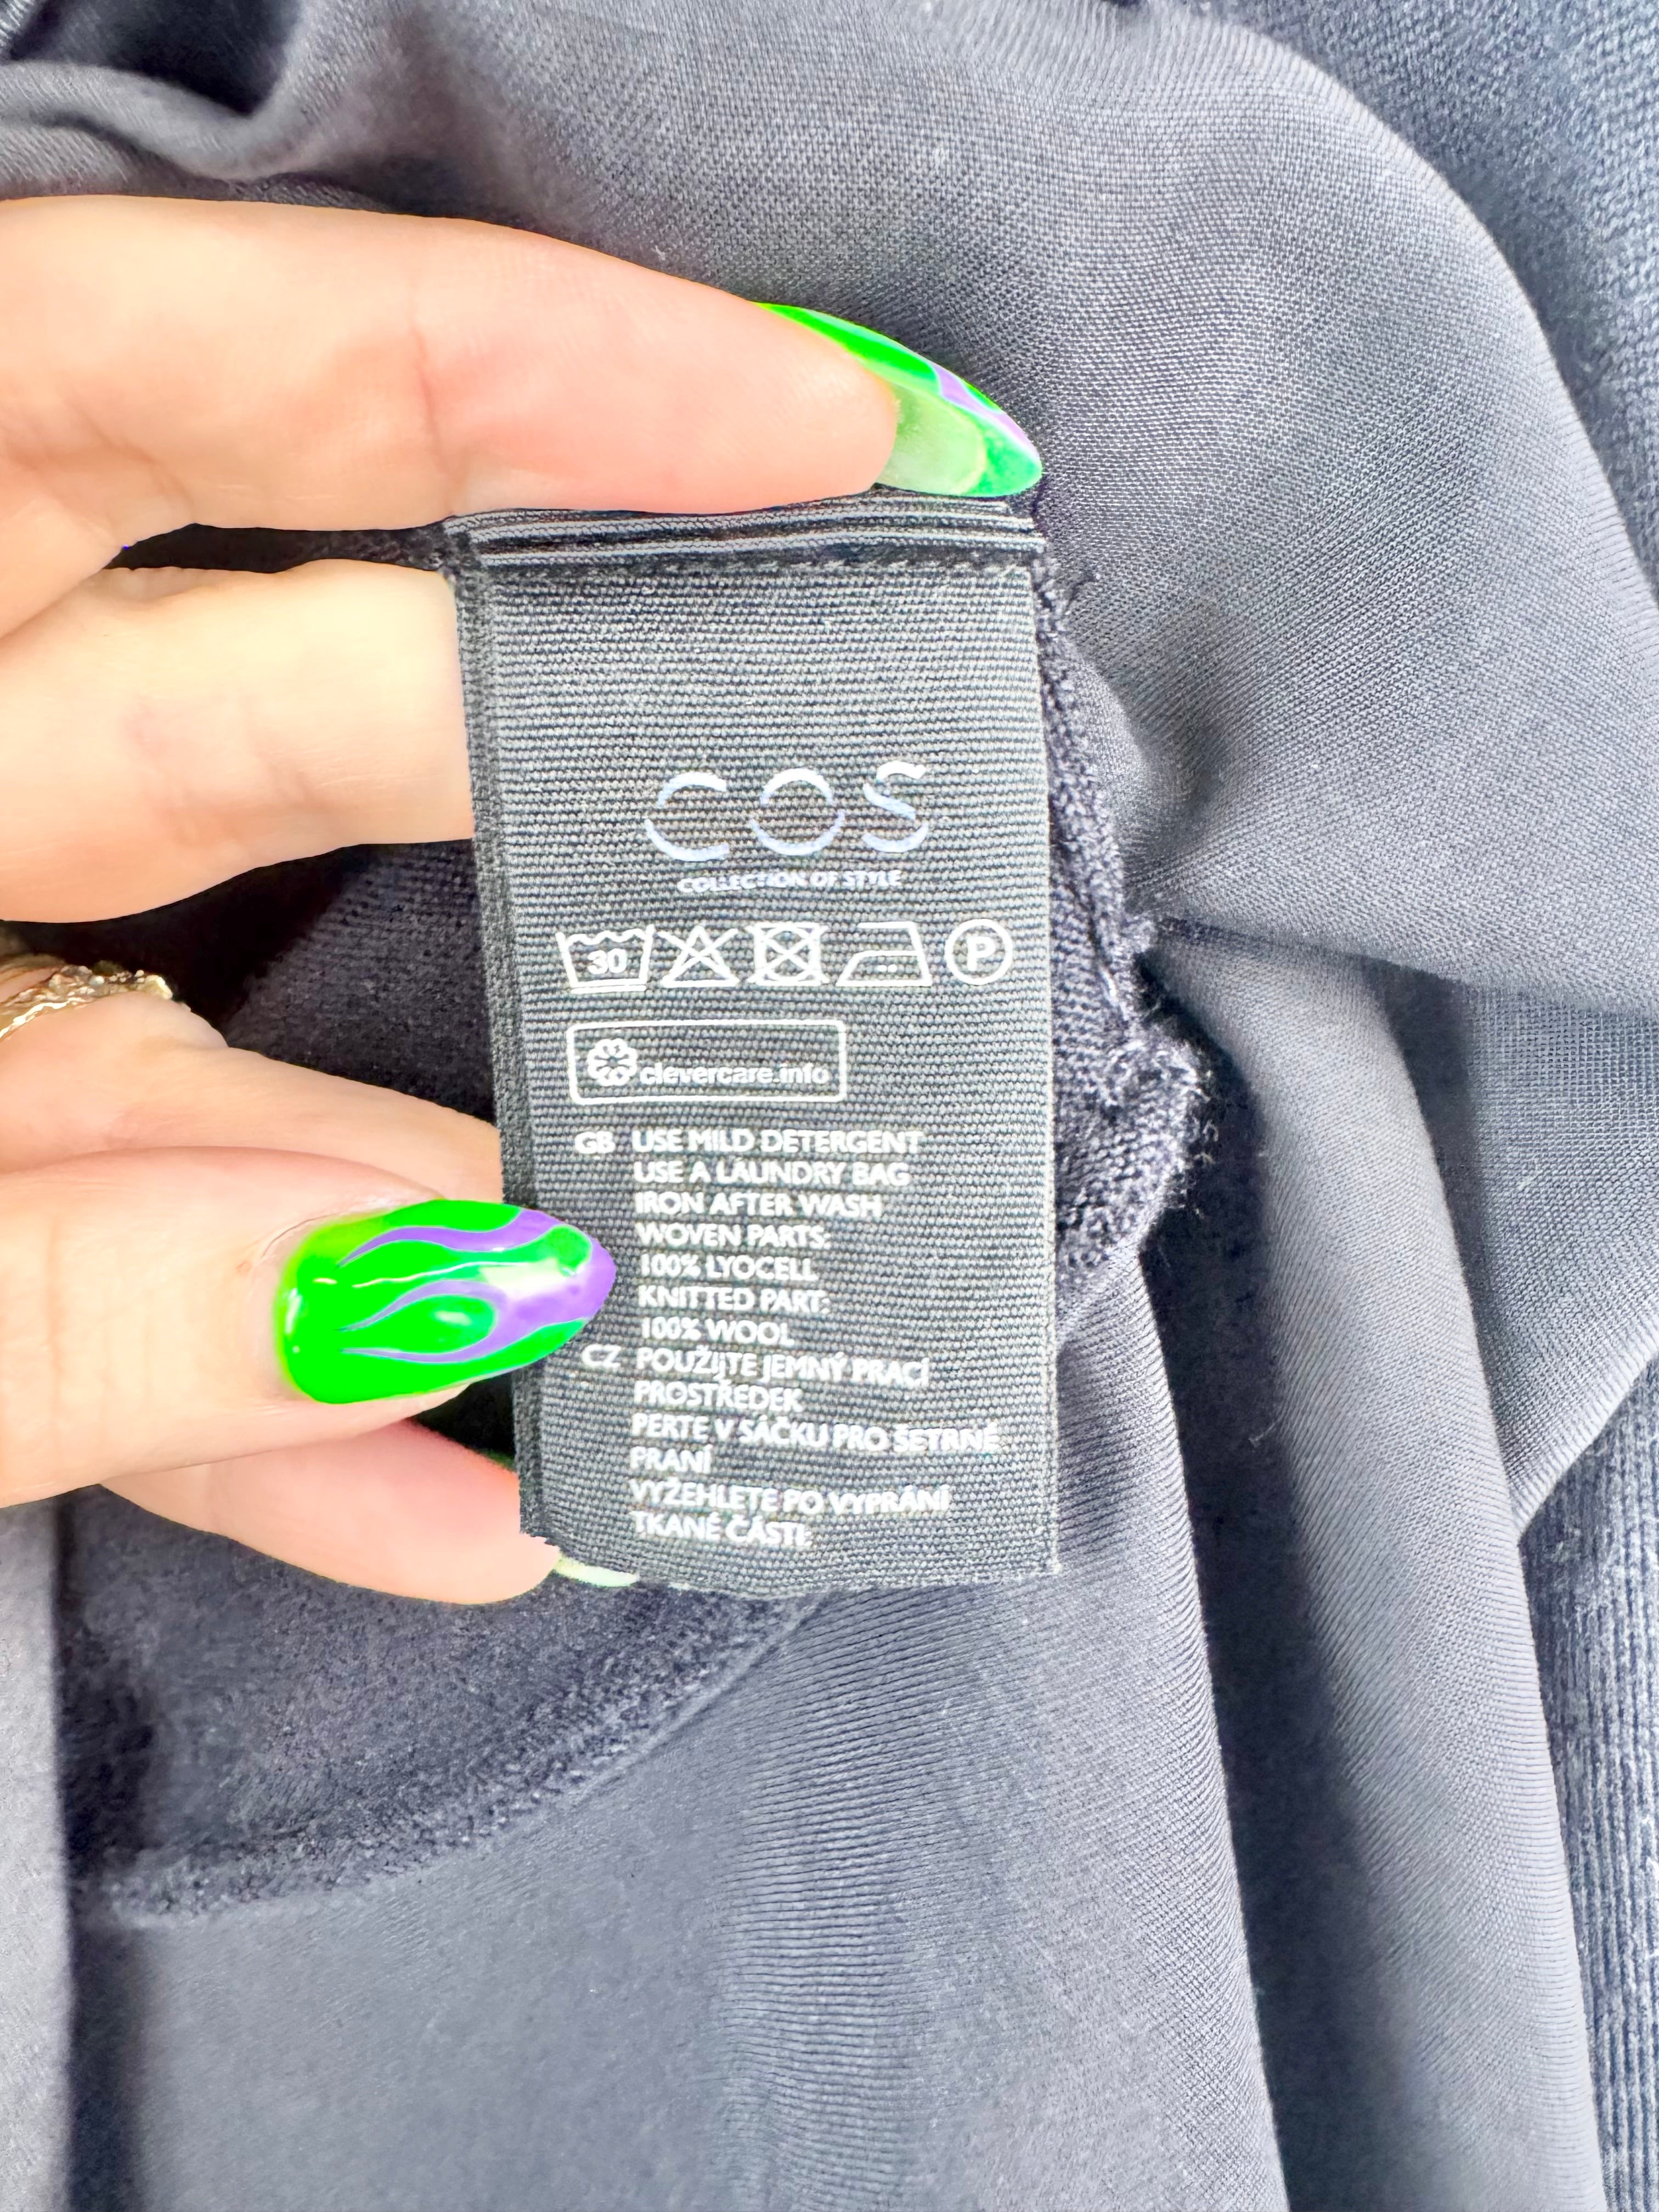 COS
COLLECTION OF STYLE
30 P
clevercare.info
GB USE MILD DETERGENT
USE A LAUNDRY BAG
IRON AFTER WASH
WOVEN PARTS:
100% LYOCELL
KNITTED PART:
100% WOOL
CZ POUŽIJTE JEMNÝ PRACÍ
PROSTŘEDEK
PERTE V SÁČKU PRO ŠETRNÉ
PRANÍ
VYŽEHLETE PO VYPRÁNÍ
TKANÉ ČÁSTI: